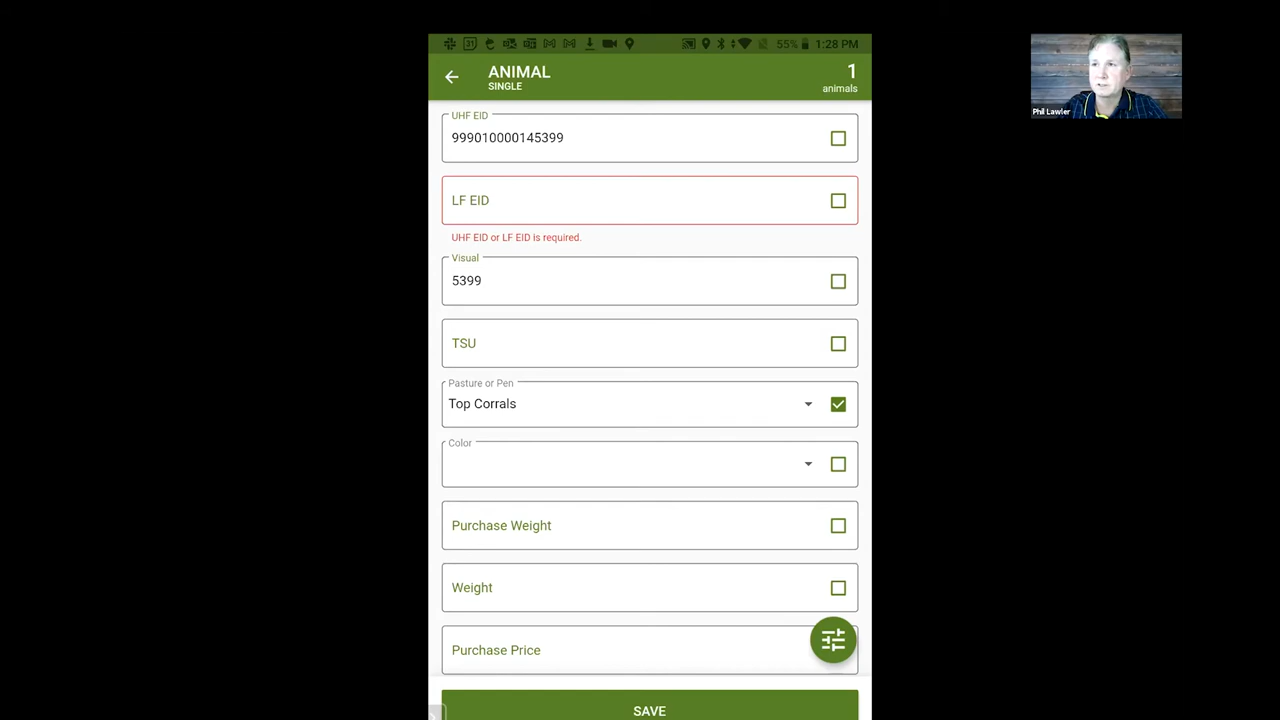 31
55%
1:28 PM
ANIMAL
SINGLE
1
animals
Phil Lawler
UHF EID
999010000145399
LF EID
UHF EID or LF EID is required.
Visual
5399
TSU
Pasture or Pen
Top Corrals
Color
Purchase Weight
Weight
Purchase Price
SAVE